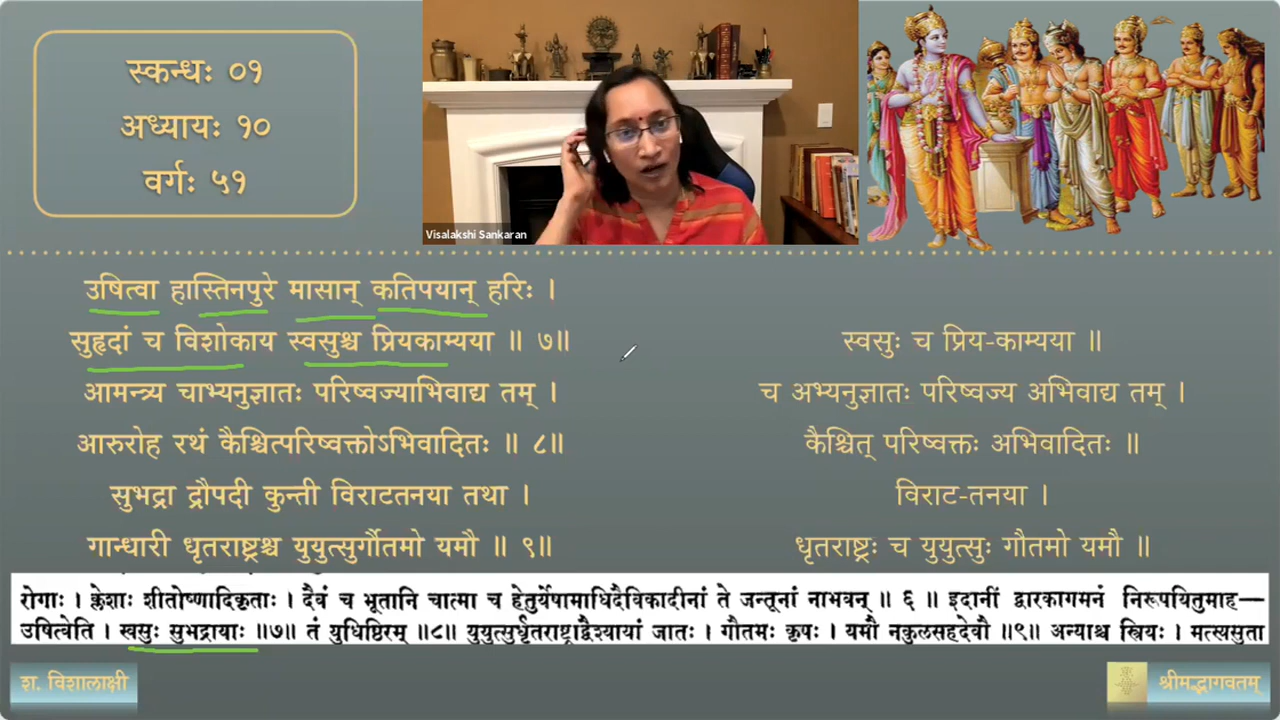 स्कन्धः ०१
अध्यायः १०
वर्गः ५१
Visalakshi Sankaran
उषित्वा हास्तिनपुरे मासान् कतिपयान् हरिः ।
सुहृदां च विशोकाय स्वसुश्च प्रियकाम्यया ॥ ७॥
स्वसुः च प्रिय-काम्यया ॥
आमन्त्र्य चाभ्यनुज्ञातः परिष्वज्याभिवाद्य तम् ।
च अभ्यनुज्ञातः परिष्वज्य अभिवाद्य तम् ।
आरुरोह रथं कैश्चित्परिष्वक्तोऽभिवादितः ॥ ८॥
कैश्चित् परिष्वक्तः अभिवादितः ॥
सुभद्रा द्रौपदी कुन्ती विराटतनया तथा ।
विराट-तनया ।
गान्धारी धृतराष्ट्रश्च युयुत्सुर्गौतमो यमौ ॥ ९॥
धृतराष्ट्रः च युयुत्सुः गौतमो यमौ ॥
रोगाः । क्लेशाः शीतोष्णादिकृताः । दैवं च भूतानि चात्मा च हेतुर्येषामाधिदैविकादीनां ते जन्तूनां नाभवन् ॥ ६ ॥ इदानीं द्वारकागमनं निरूपयितुमाह—
उषित्वेति । स्वसुः सुभद्रायाः ॥७॥ तं युधिष्ठिरम् ॥८॥ युयुत्सुर्धृतराष्ट्राद्वैश्यायां जातः । गौतमः कृपः । यमौ नकुलसहदेवौ ॥९॥ अन्याश्च स्त्रियः । मत्स्यसुता
श. विशालाक्षी
श्रीमद्भागवतम्